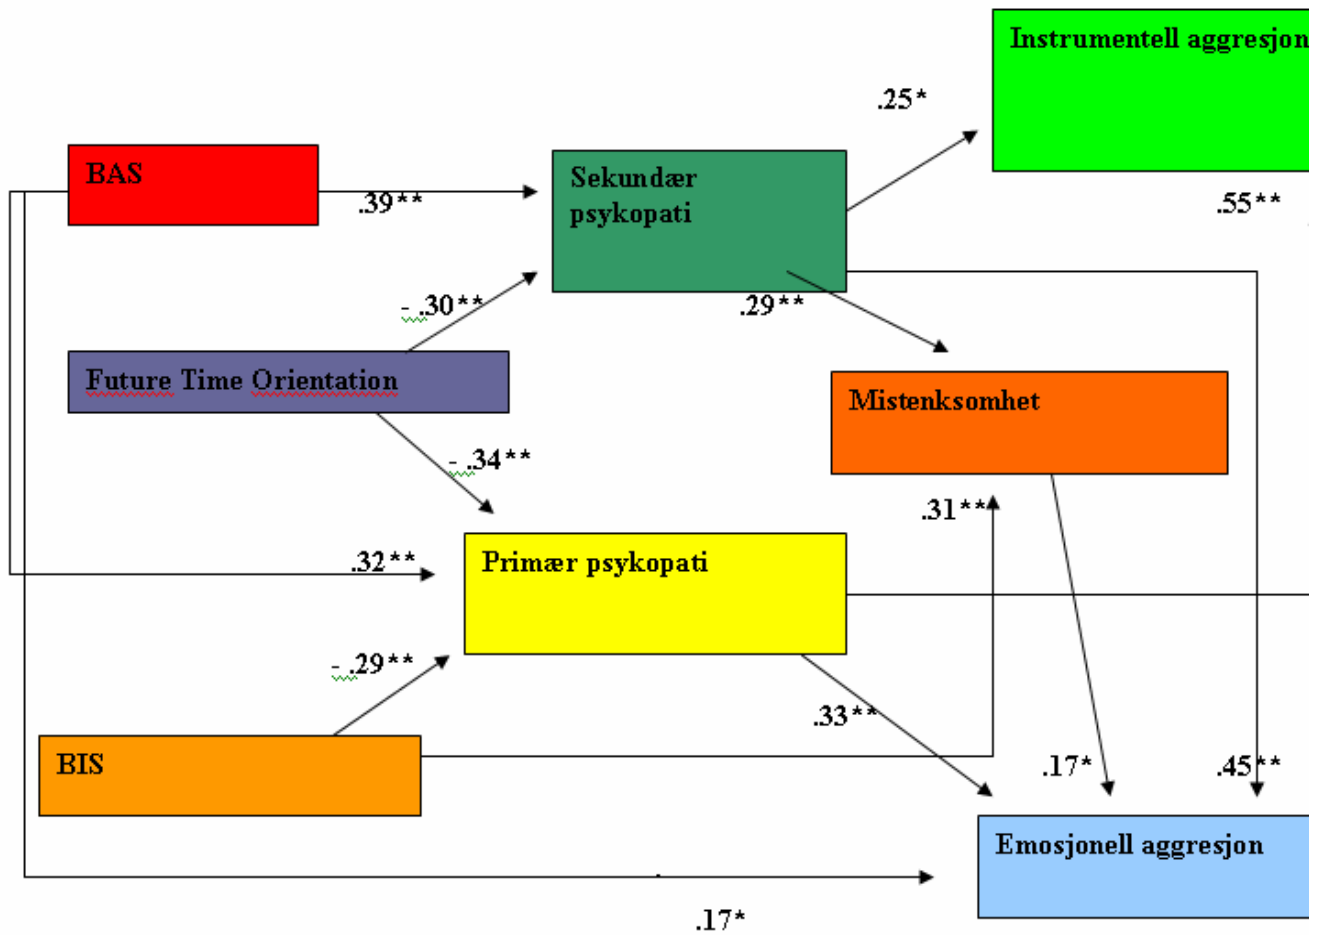 Instrumentell aggresjon
.25*
BAS
.39**
Sekundær
psykopati
.55**
- .30**
.29**
Future Time Orientation
Mistenksomhet
- .34**
.31**
.32**
Primær psykopati
- .29**
.33**
BIS
.17*
.45**
Emosjonell aggresjon
.17*